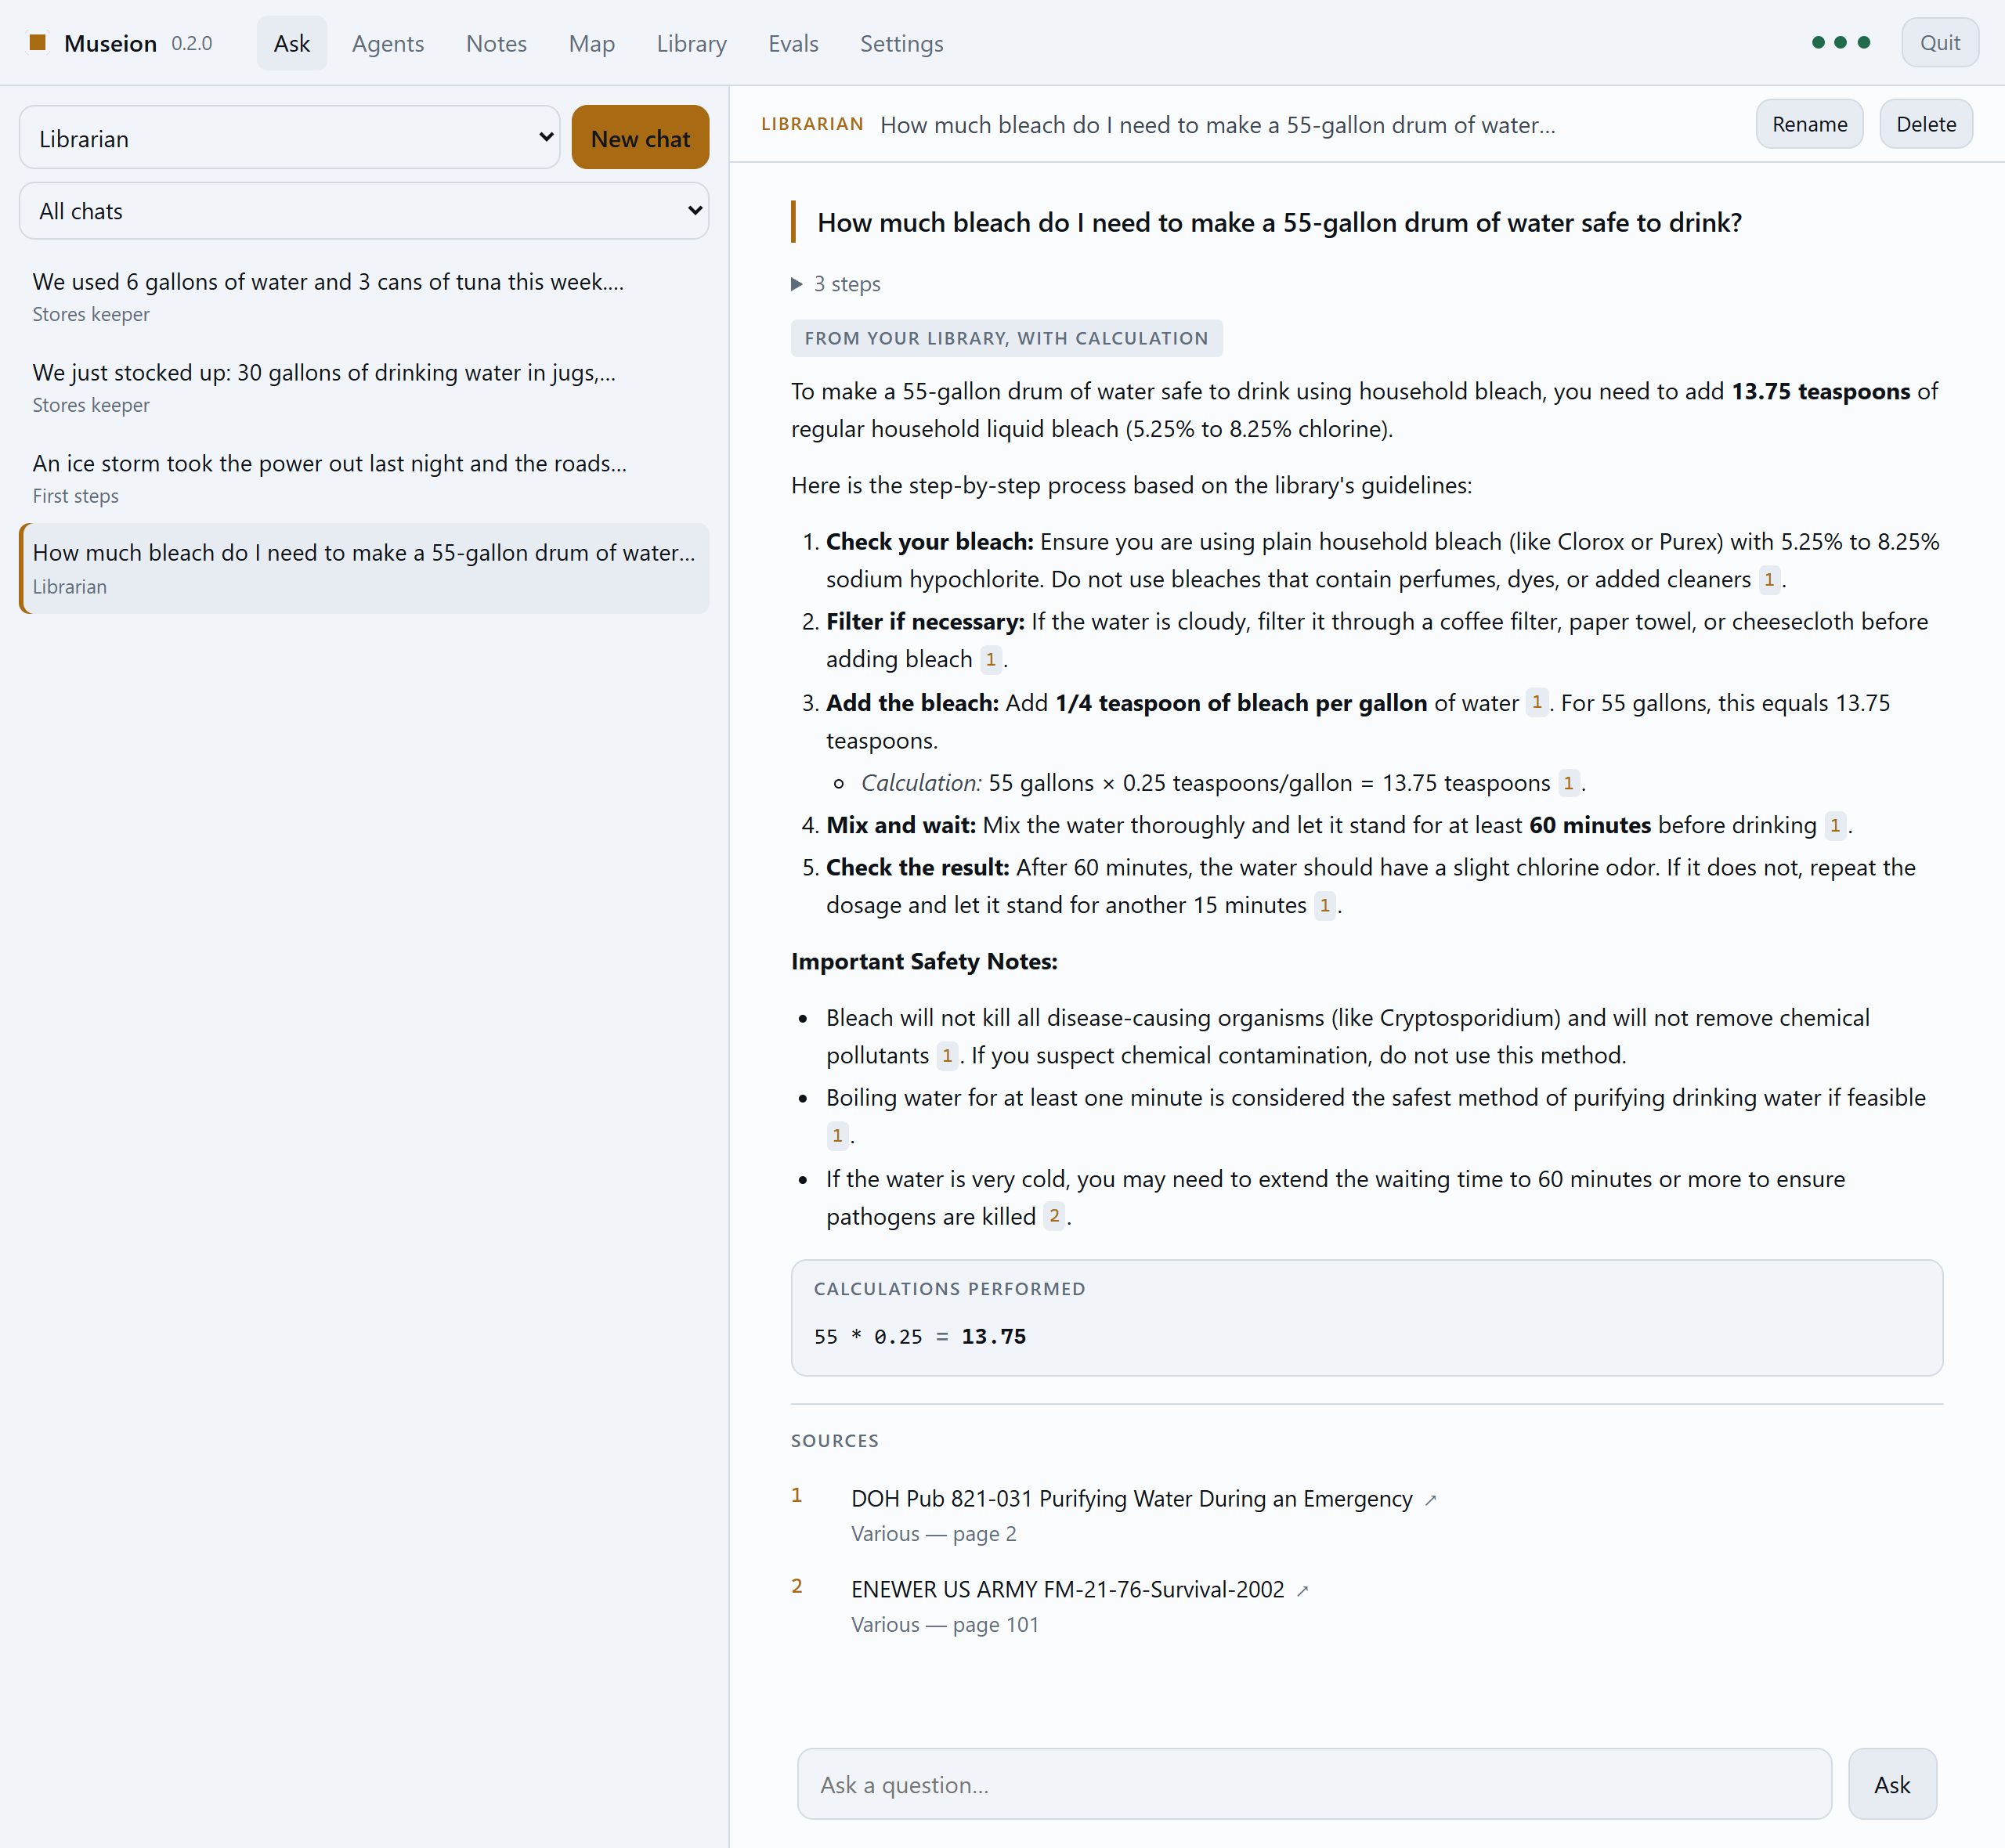 Museion 0.2.0 Ask Agents Notes Map Library Evals Settings Quit
Librarian New chat
All chats
We used 6 gallons of water and 3 cans of tuna this week....
Stores keeper
We just stocked up: 30 gallons of drinking water in jugs,...
Stores keeper
An ice storm took the power out last night and the roads...
First steps
How much bleach do I need to make a 55-gallon drum of water...
Librarian
LIBRARIAN How much bleach do I need to make a 55-gallon drum of water... Rename Delete
How much bleach do I need to make a 55-gallon drum of water safe to drink?
3 steps
FROM YOUR LIBRARY, WITH CALCULATION
To make a 55-gallon drum of water safe to drink using household bleach, you need to add 13.75 teaspoons of
regular household liquid bleach (5.25% to 8.25% chlorine).
Here is the step-by-step process based on the library's guidelines:
1. Check your bleach: Ensure you are using plain household bleach (like Clorox or Purex) with 5.25% to 8.25%
sodium hypochlorite. Do not use bleaches that contain perfumes, dyes, or added cleaners 1.
2. Filter if necessary: If the water is cloudy, filter it through a coffee filter, paper towel, or cheesecloth before
adding bleach 1.
3. Add the bleach: Add 1/4 teaspoon of bleach per gallon of water 1. For 55 gallons, this equals 13.75
teaspoons.
Calculation: 55 gallons × 0.25 teaspoons/gallon = 13.75 teaspoons 1.
4. Mix and wait: Mix the water thoroughly and let it stand for at least 60 minutes before drinking 1.
5. Check the result: After 60 minutes, the water should have a slight chlorine odor. If it does not, repeat the
dosage and let it stand for another 15 minutes 1.
Important Safety Notes:
• Bleach will not kill all disease-causing organisms (like Cryptosporidium) and will not remove chemical
pollutants 1. If you suspect chemical contamination, do not use this method.
• Boiling water for at least one minute is considered the safest method of purifying drinking water if feasible
1.
• If the water is very cold, you may need to extend the waiting time to 60 minutes or more to ensure
pathogens are killed 2.
CALCULATIONS PERFORMED
55 * 0.25 = 13.75
SOURCES
1 DOH Pub 821-031 Purifying Water During an Emergency ↗
Various — page 2
2 ENEWER US ARMY FM-21-76-Survival-2002 ↗
Various — page 101
Ask a question... Ask